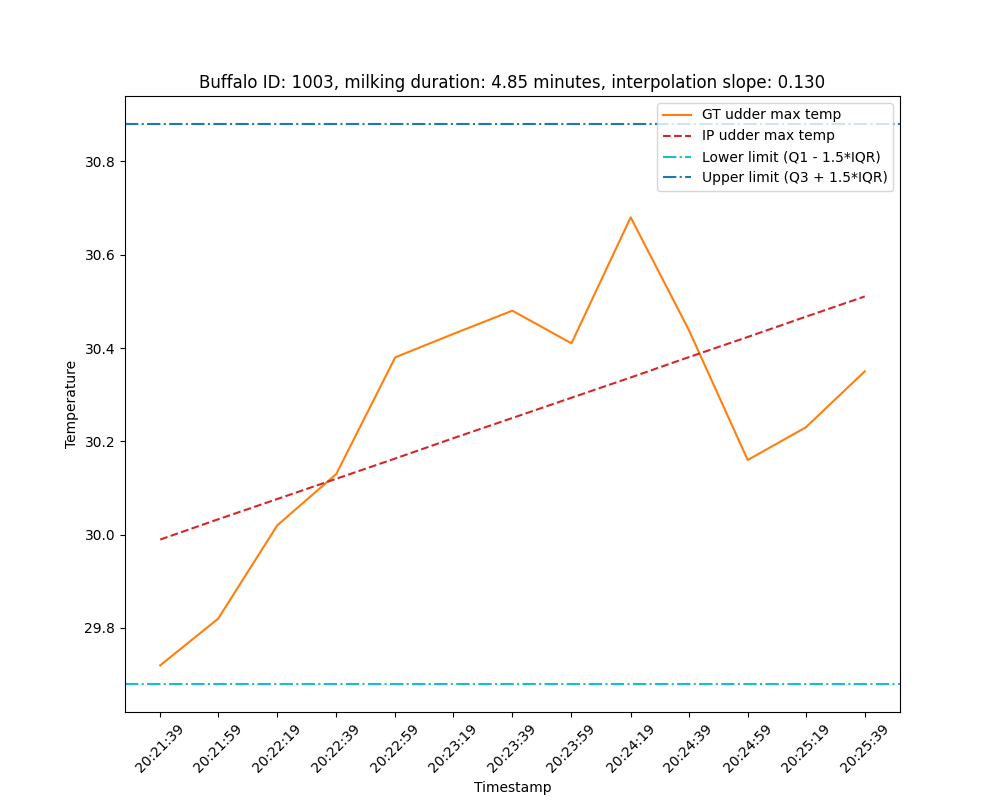 Buffalo ID: 1003, milking duration: 4.85 minutes, interpolation slope: 0.130
GT udder max temp
IP udder max temp
Lower limit (Q1 - 1.5*IQR)
Upper limit (Q3 + 1.5*IQR)
30.8
30.6
30.4
30.2
30.0
29.8
Temperature
20:21:39
20:21:59
20:22:19
20:22:39
20:22:59
20:23:19
20:23:39
20:23:59
20:24:19
20:24:39
20:24:59
20:25:19
20:25:39
Timestamp